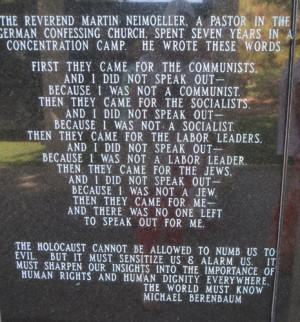 THE REVEREND MARTIN NEIMOELLER, A PASTOR IN THE
GERMAN CONFESSING CHURCH, SPENT SEVEN YEARS IN A
CONCENTRATION CAMP. HE WROTE THESE WORDS
FIRST THEY CAME FOR THE COMMUNISTS,
AND I DID NOT SPEAK OUT—
BECAUSE I WAS NOT A COMMUNIST.
THEN THEY CAME FOR THE SOCIALISTS,
AND I DID NOT SPEAK OUT—
BECAUSE I WAS NOT A SOCIALIST.
THEN THEY CAME FOR THE LABOR LEADERS,
AND I DID NOT SPEAK OUT—
BECAUSE I WAS NOT A LABOR LEADER.
THEN THEY CAME FOR THE JEWS,
AND I DID NOT SPEAK OUT—
BECAUSE I WAS NOT A JEW.
THEN THEY CAME FOR ME—
AND THERE WAS NO ONE LEFT
TO SPEAK OUT FOR ME.
THE HOLOCAUST CANNOT BE ALLOWED TO NUMB US TO
EVIL. BUT IT MUST SENSITIZE US & ALARM US. IT
MUST SHARPEN OUR INSIGHTS INTO THE IMPORTANCE OF
HUMAN RIGHTS AND HUMAN DIGNITY EVERYWHERE.
THE WORLD MUST KNOW
MICHAEL BERENBAUM